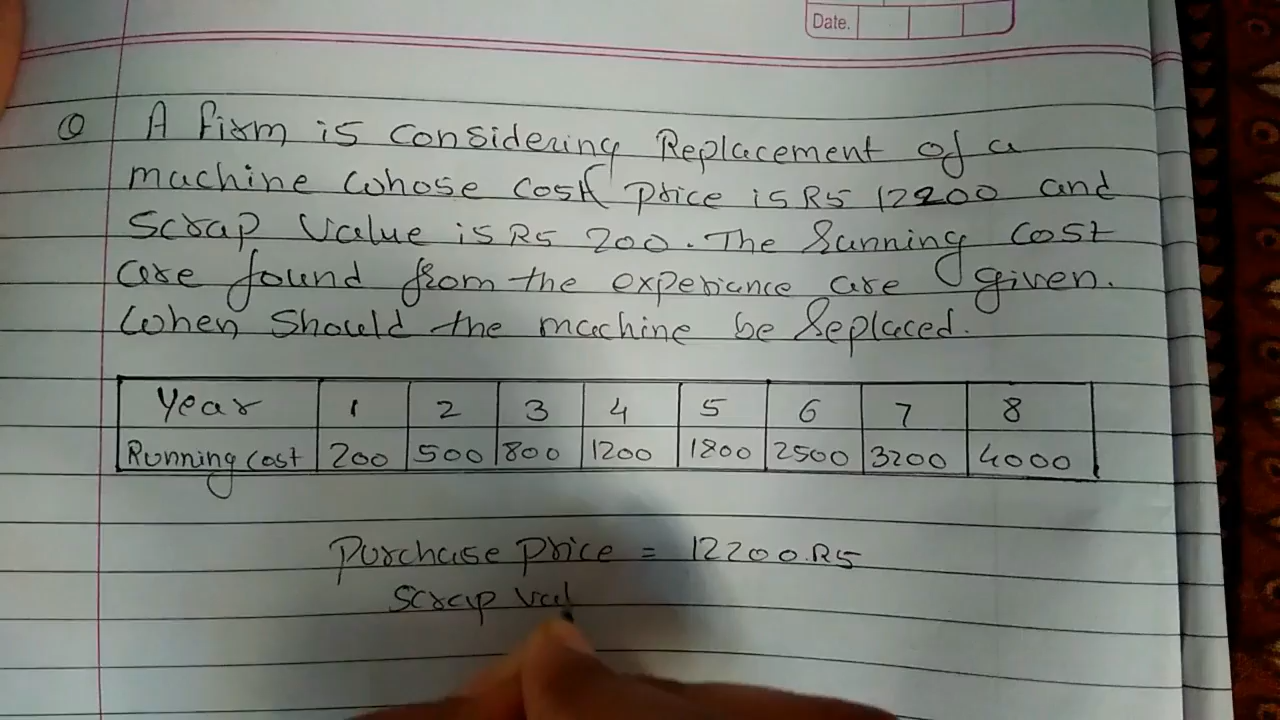 Date.
Q A firm is considering Replacement of a
machine whose cost price is Rs 12200 and
Scrap value is Rs 200. The Running cost
are found from the experiance are given.
When should the machine be Replaced.
Year 1 2 3 4 5 6 7 8
Running cost 200 500 800 1200 1800 2500 3200 4000
Purchase price = 12200 Rs
Scrap val